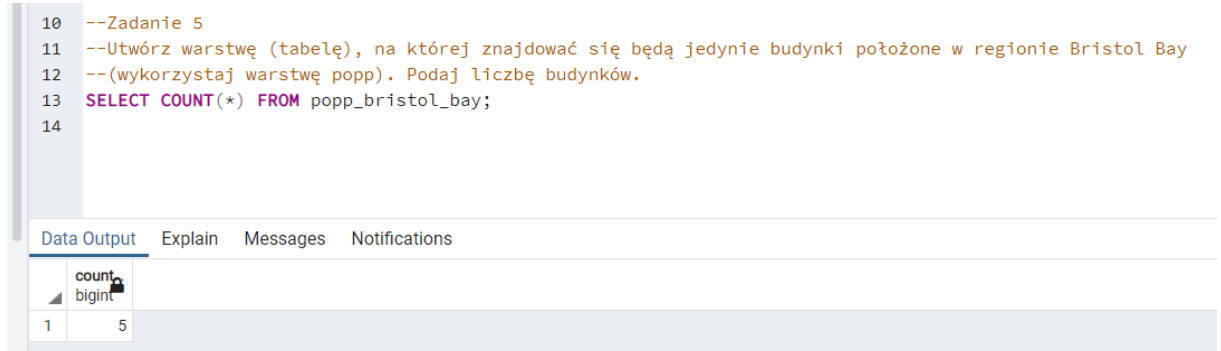 10 --Zadanie 5
11 --Utwórz warstwę (tabelę), na której znajdować się będą jedynie budynki położone w regionie Bristol Bay
12 --(wykorzystaj warstwę popp). Podaj liczbę budynków.
13 SELECT COUNT(*) FROM popp_bristol_bay;
14
Data Output Explain Messages Notifications
count
bigint
1 5